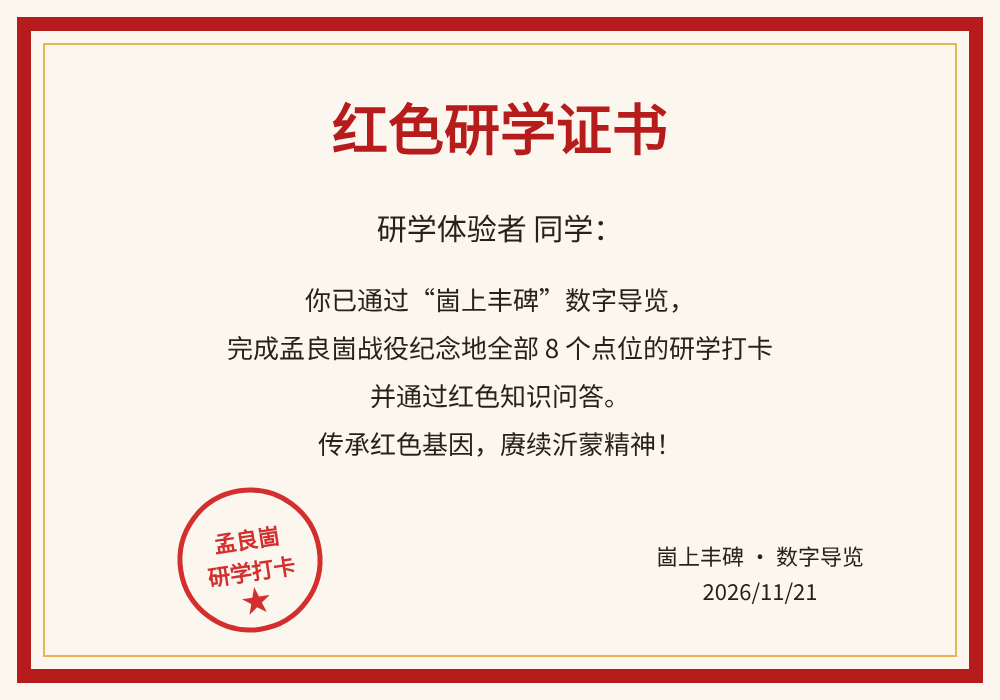 红色研学证书
研学体验者 同学：
你已通过“崮上丰碑”数字导览，
完成孟良崮战役纪念地全部 8 个点位的研学打卡
并通过红色知识问答。
传承红色基因，赓续沂蒙精神！
孟良崮
研学打卡
崮上丰碑 · 数字导览
2026/11/21